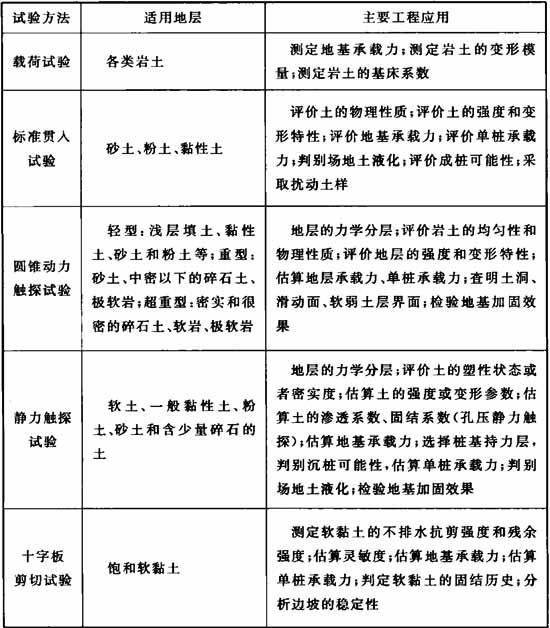 试验方法
适用地层
主要工程应用
载荷试验
各类岩土
测定地基承载力;测定岩土的变形模
量;测定岩土的基床系数
标准贯入
试验
砂土、粉土、黏性土
评价土的物理性质;评价土的强度和变
形特性;评价地基承载力;评价单桩承载
力;判别场地土液化;评价成桩可能性;采
取扰动土样
圆锥动力
触探试验
轻型:浅层填土、黏性
土、砂土和粉土等;重型:
砂土、中密以下的碎石土、
极软岩;超重型:密实和很
密的碎石土、软岩、极软岩
地层的力学分层;评价岩土的均匀性和
物理性质;评价地层的强度和变形特性;
估算地层承载力、单桩承载力;查明土洞、
滑动面、软弱土层界面;检验地基加固效
果
静力触探
试验
软土、一般黏性土、粉
土、砂土和含少量碎石的
土
地层的力学分层;评价土的塑性状态或
者密实度;估算土的强度或变形参数;估
算土的渗透系数、固结系数(孔压静力触
探);估算地基承载力;选择桩基持力层,
判别沉桩可能性,估算单桩承载力;判别
场地土液化;检验地基加固效果
十字板
剪切试验
饱和软黏土
测定软黏土的不排水抗剪强度和残余
强度;估算灵敏度;估算地基承载力;估算
单桩承载力;判定软黏土的固结历史;分
析边坡的稳定性